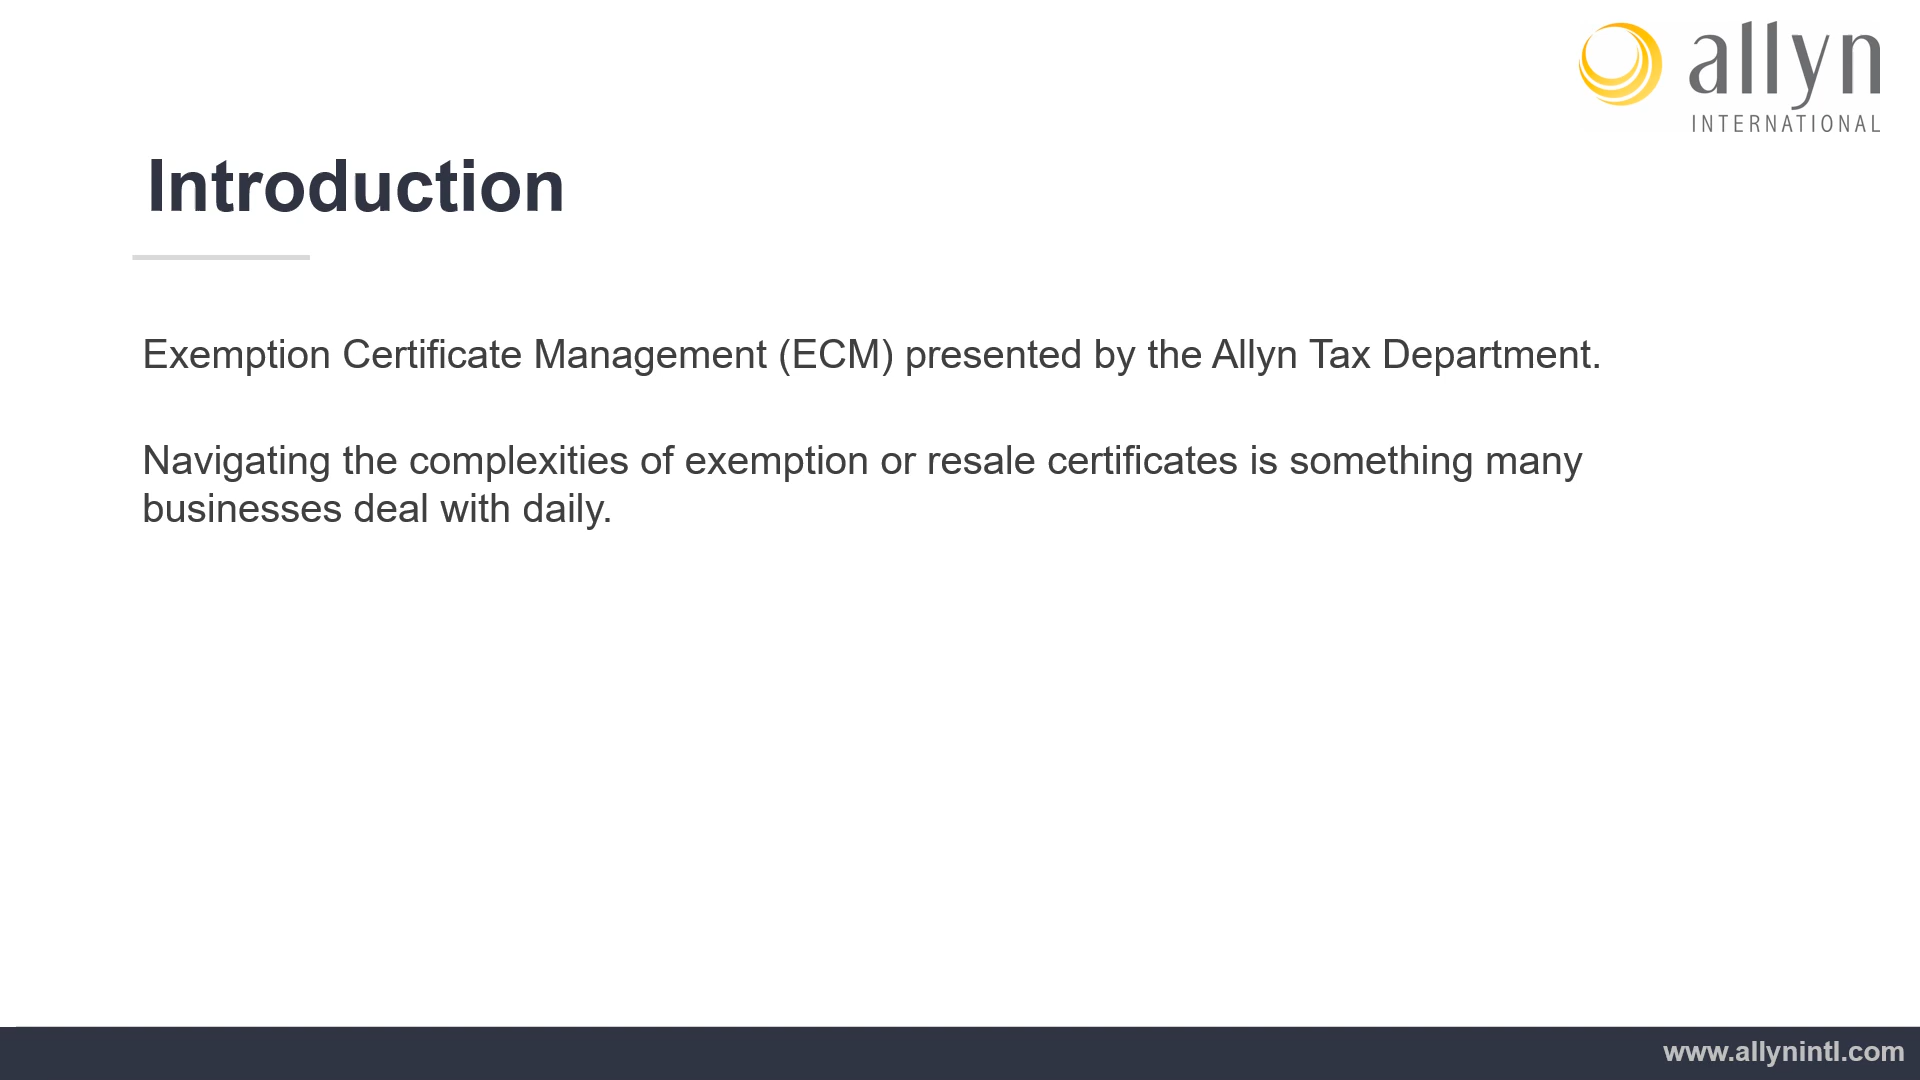 allyn
INTERNATIONAL
Introduction
Exemption Certificate Management (ECM) presented by the Allyn Tax Department.
Navigating the complexities of exemption or resale certificates is something many
businesses deal with daily.
www.allynintl.com